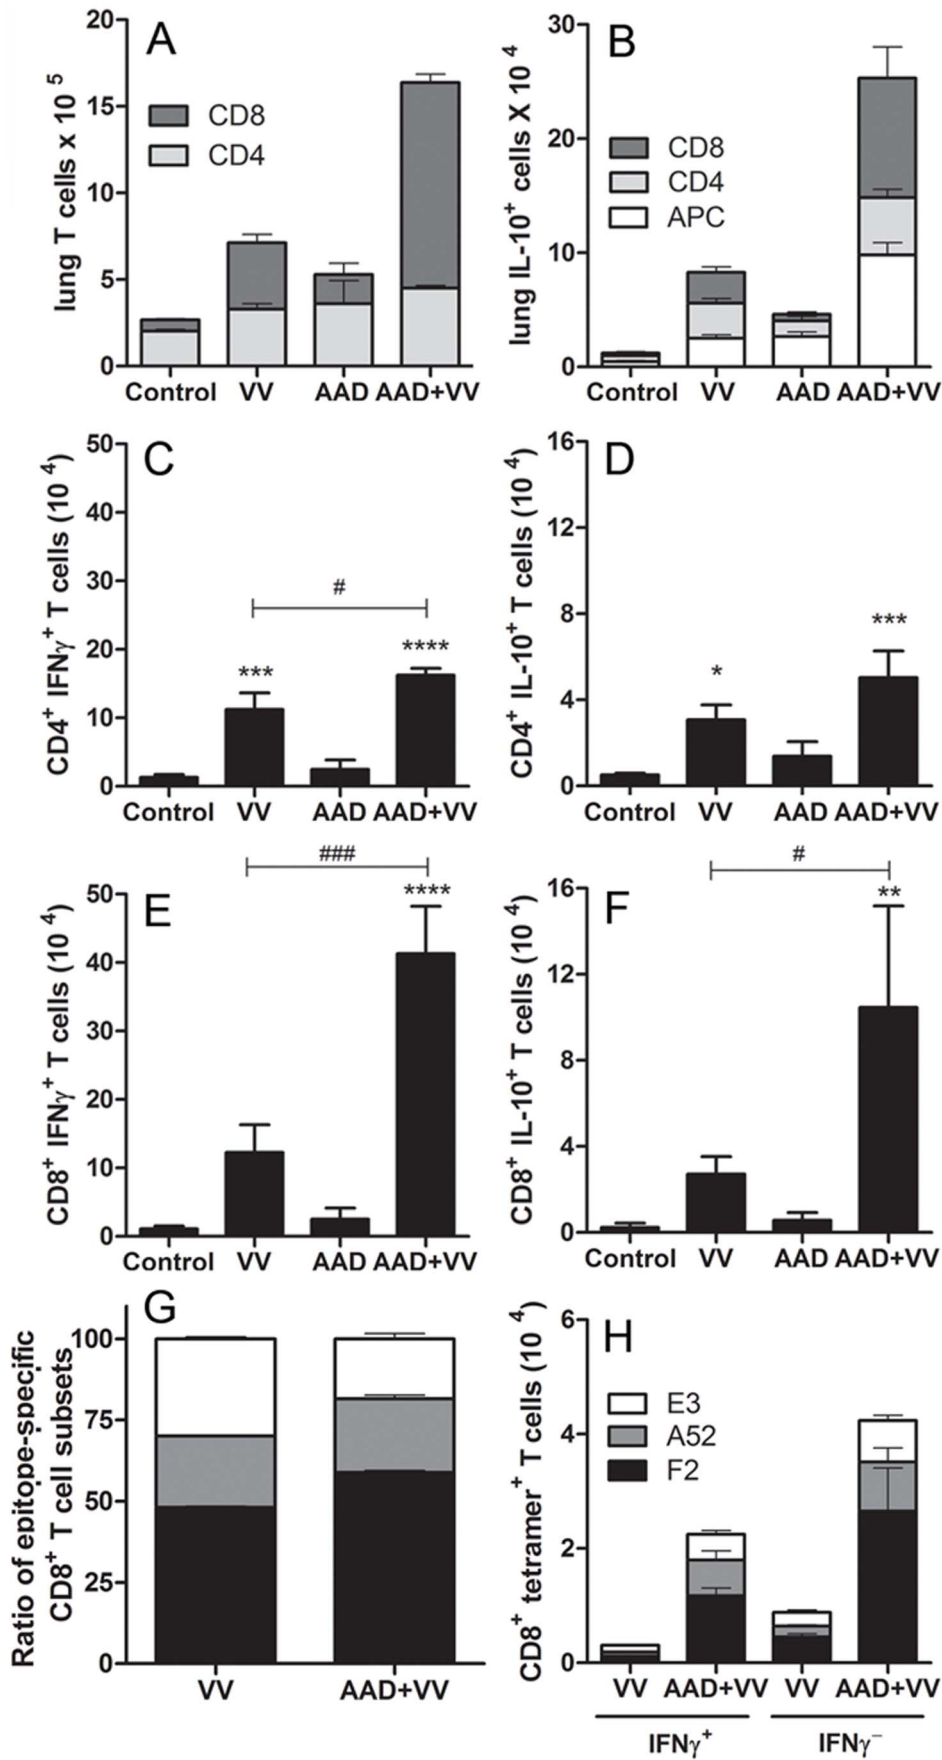 A
lung T cells x 10 5
20
15
10
5
0
CD8
CD4
Control VV AAD AAD+VV
B
lung IL-10+ cells X 10 4
30
20
10
0
CD8
CD4
APC
Control VV AAD AAD+VV
C
CD4+ IFNγ+ T cells (10 4)
50
40
30
20
10
0
#
*** ****
Control VV AAD AAD+VV
D
CD4+ IL-10+ T cells (10 4)
16
12
8
4
0
* ***
Control VV AAD AAD+VV
E
CD8+ IFNγ+ T cells (10 4)
50
40
30
20
10
0
###
****
Control VV AAD AAD+VV
F
CD8+ IL-10+ T cells (10 4)
16
12
8
4
0
#
**
Control VV AAD AAD+VV
G
Ratio of epitope-specific
CD8+ T cell subsets
100
75
50
25
0
VV AAD+VV
H
CD8+ tetramer+ T cells (10 4)
6
4
2
0
E3
A52
F2
VV AAD+VV VV AAD+VV
IFNγ+ IFNγ−